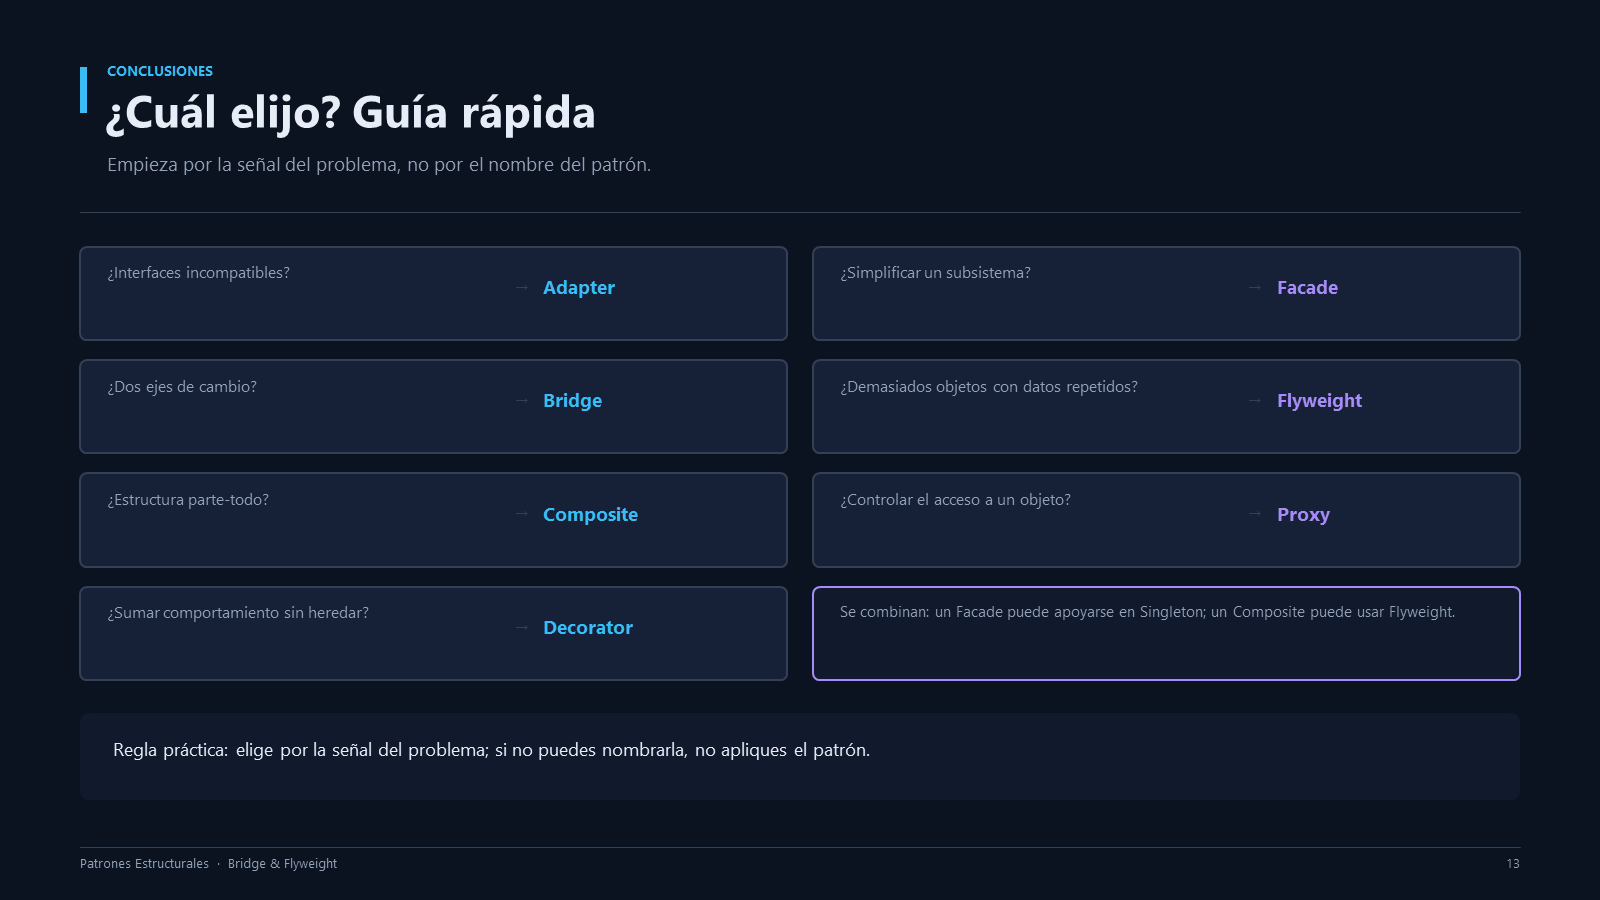 CONCLUSIONES
¿Cuál elijo? Guía rápida
Empieza por la señal del problema, no por el nombre del patrón.
¿Interfaces incompatibles? → Adapter
¿Simplificar un subsistema? → Facade
¿Dos ejes de cambio? → Bridge
¿Demasiados objetos con datos repetidos? → Flyweight
¿Estructura parte-todo? → Composite
¿Controlar el acceso a un objeto? → Proxy
¿Sumar comportamiento sin heredar? → Decorator
Se combinan: un Facade puede apoyarse en Singleton; un Composite puede usar Flyweight.
Regla práctica: elige por la señal del problema; si no puedes nombrarla, no apliques el patrón.
Patrones Estructurales · Bridge & Flyweight
13